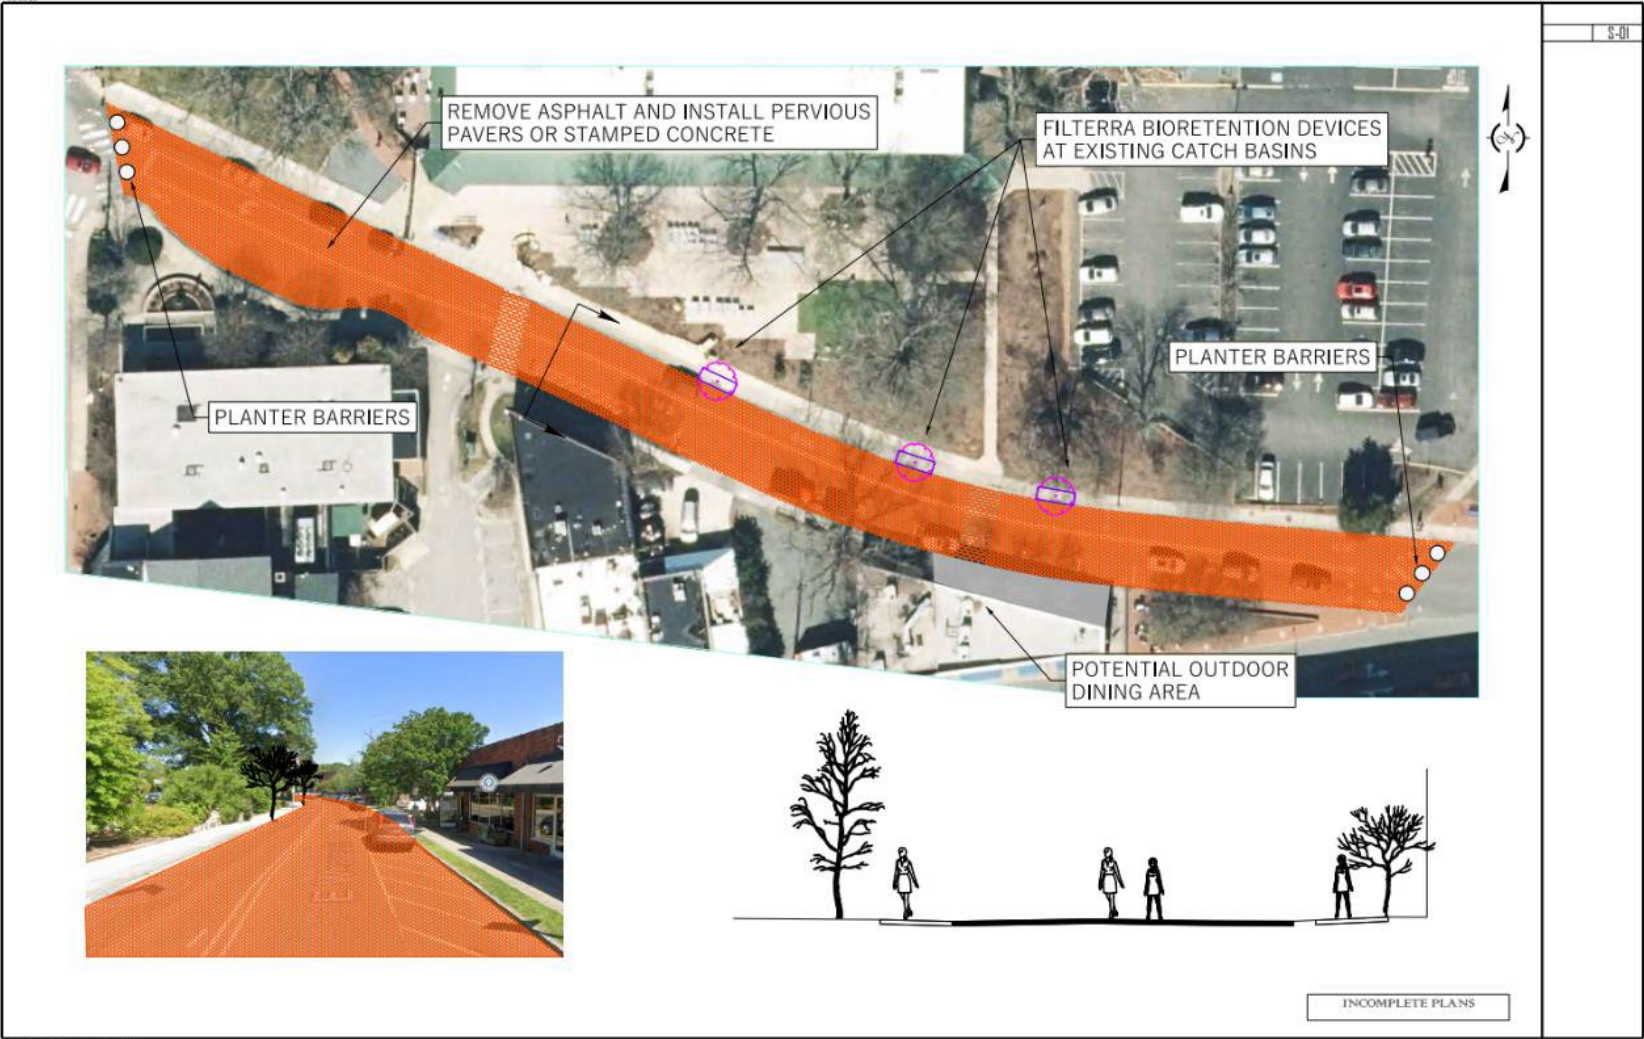 S-01
REMOVE ASPHALT AND INSTALL PERVIOUS
PAVERS OR STAMPED CONCRETE
FILTERRA BIORETENTION DEVICES
AT EXISTING CATCH BASINS
PLANTER BARRIERS
PLANTER BARRIERS
POTENTIAL OUTDOOR
DINING AREA
INCOMPLETE PLANS